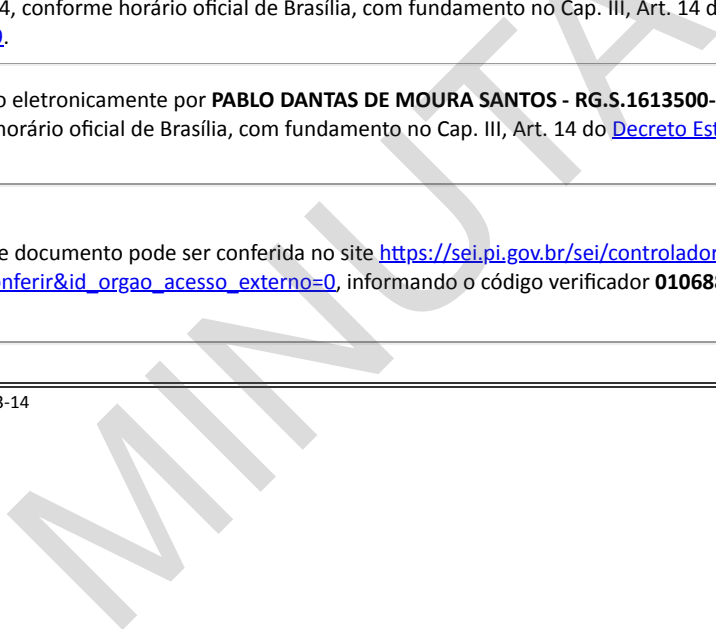 4, conforme horário oficial de Brasília, com fundamento no Cap. III, Art. 14 d
.
o eletronicamente por PABLO DANTAS DE MOURA SANTOS - RG.S.1613500-
horário oficial de Brasília, com fundamento no Cap. III, Art. 14 do Decreto Est
e documento pode ser conferida no site https://sei.pi.gov.br/sei/controlador
nferir&id_orgao_acesso_externo=0, informando o código verificador 01068
-14
MINUTA